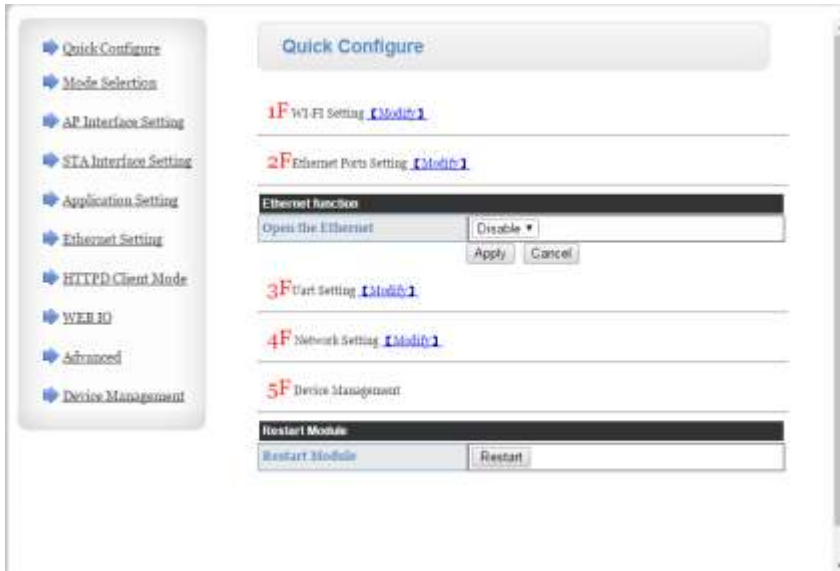 Quick Configure
Mode Selection
AP Interface Setting
STA Interface Setting
Application Setting
Ethernet Setting
HTTPD Client Mode
WEB IO
Advanced
Device Management
Quick Configure
1F WI-FI Setting 【Modify】
2F Ethernet Ports Setting 【Modify】
Ethernet function
Open the Ethernet Disable
Apply Cancel
3F Uart Setting 【Modify】
4F Network Setting 【Modify】
5F Device Management
Restart Module
Restart Module Restart